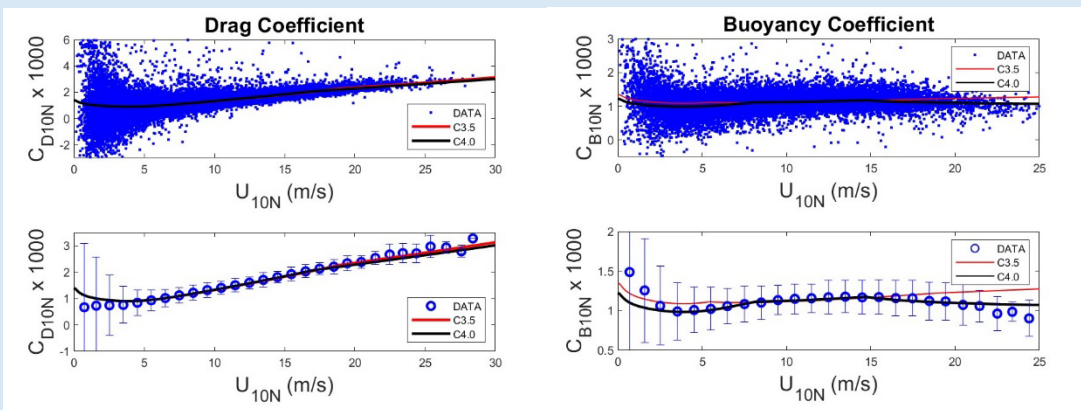 Drag Coefficient
C_D10N x 1000
6
4
2
0
-2
DATA
C3.5
C4.0
0 5 10 15 20 25 30
U_10N (m/s)
Buoyancy Coefficient
C_B10N x 1000
3
2
1
0
DATA
C3.5
C4.0
0 5 10 15 20 25
U_10N (m/s)
C_D10N x 1000
3
2
1
0
-1
DATA
C3.5
C4.0
0 5 10 15 20 25 30
U_10N (m/s)
C_B10N x 1000
2
1.5
1
0.5
DATA
C3.5
C4.0
0 5 10 15 20 25
U_10N (m/s)